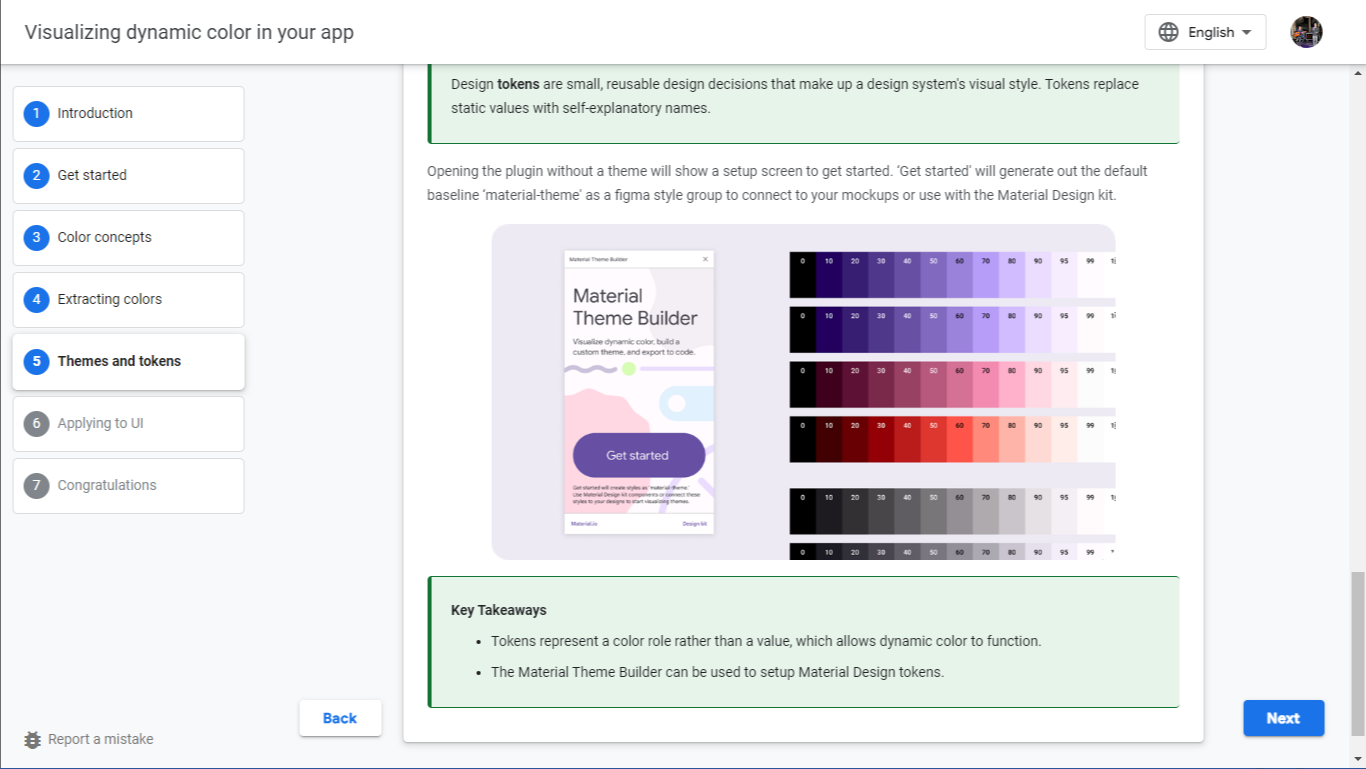 Visualizing dynamic color in your app
English
1 Introduction
2 Get started
3 Color concepts
4 Extracting colors
5 Themes and tokens
6 Applying to UI
7 Congratulations
Report a mistake
Design tokens are small, reusable design decisions that make up a design system's visual style. Tokens replace
static values with self-explanatory names.
Opening the plugin without a theme will show a setup screen to get started. 'Get started' will generate out the default
baseline 'material-theme' as a figma style group to connect to your mockups or use with the Material Design kit.
Material Theme Builder
Material
Theme Builder
Visualize dynamic color, build a
custom theme, and export to code.
Get started
Get started will create styles as 'material-theme.'
Use Material Design kit components or connect these
styles to your designs to start visualizing themes.
Material.io Design kit
0 10 20 30 40 50 60 70 80 90 95 99
0 10 20 30 40 50 60 70 80 90 95 99
0 10 20 30 40 50 60 70 80 90 95 99
0 10 20 30 40 50 60 70 80 90 95 99
0 10 20 30 40 50 60 70 80 90 95 99
0 10 20 30 40 50 60 70 80 90 95 99
Key Takeaways
• Tokens represent a color role rather than a value, which allows dynamic color to function.
• The Material Theme Builder can be used to setup Material Design tokens.
Back
Next